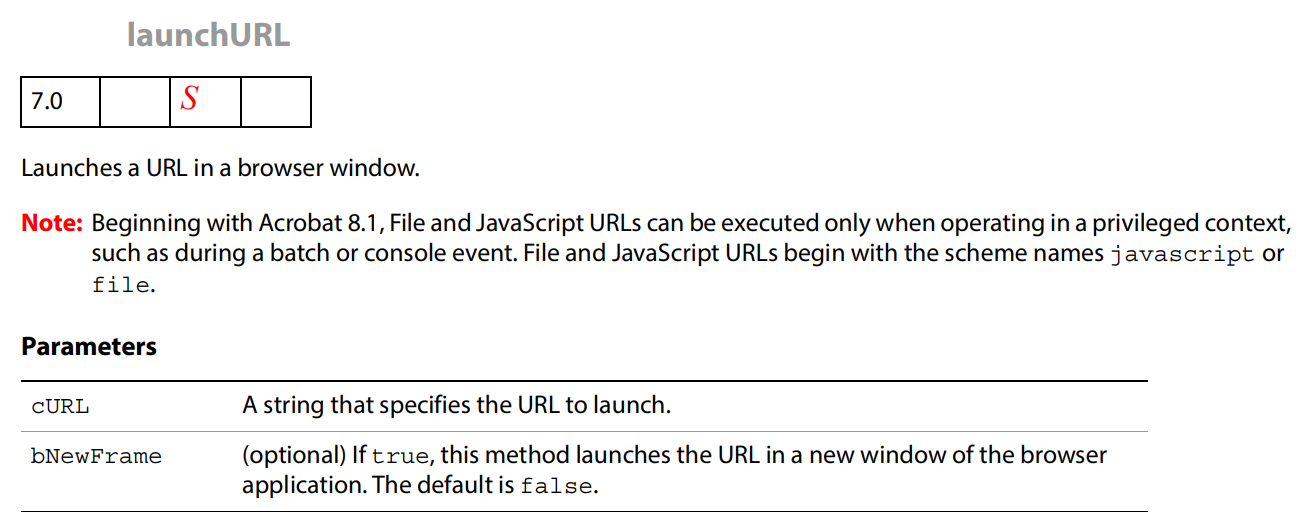 launchURL
7.0 S
Launches a URL in a browser window.
Note: Beginning with Acrobat 8.1, File and JavaScript URLs can be executed only when operating in a privileged context,
such as during a batch or console event. File and JavaScript URLs begin with the scheme names javascript or
file.
Parameters
cURL A string that specifies the URL to launch.
bNewFrame (optional) If true, this method launches the URL in a new window of the browser
application. The default is false.